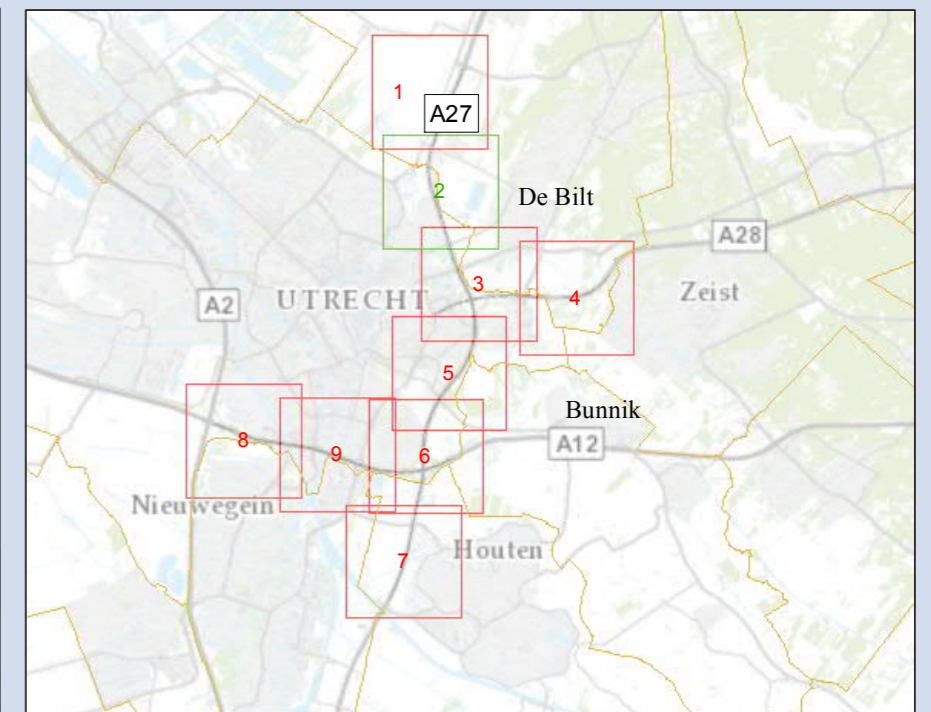 1
A27
2
De Bilt
A28
3
4
Zeist
A2
UTRECHT
5
Bunnik
8
9
6
A12
Nieuwegein
Houten
7